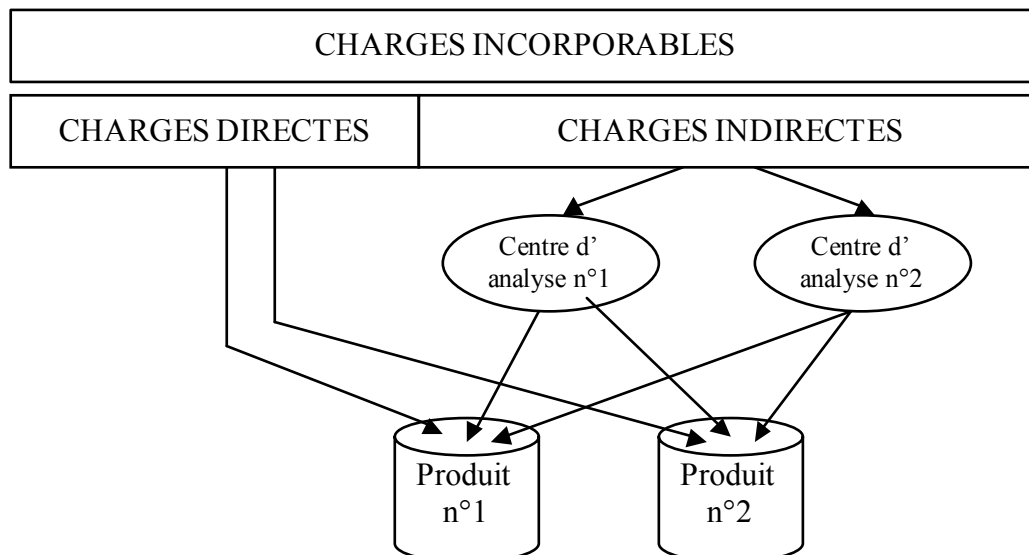 CHARGES INCORPORABLES
CHARGES DIRECTES
CHARGES INDIRECTES
Centre d’
analyse n°1
Centre d’
analyse n°2
Produit
n°1
Produit
n°2